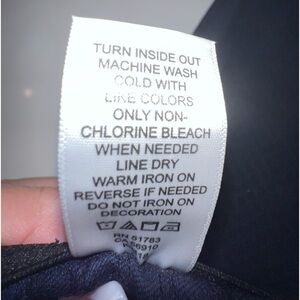 TURN INSIDE OUT
MACHINE WASH
COLD WITH
LIKE COLORS
ONLY NON-
CHLORINE BLEACH
WHEN NEEDED
LINE DRY
WARM IRON ON
REVERSE IF NEEDED
DO NOT IRON ON
DECORATION
RN 51783